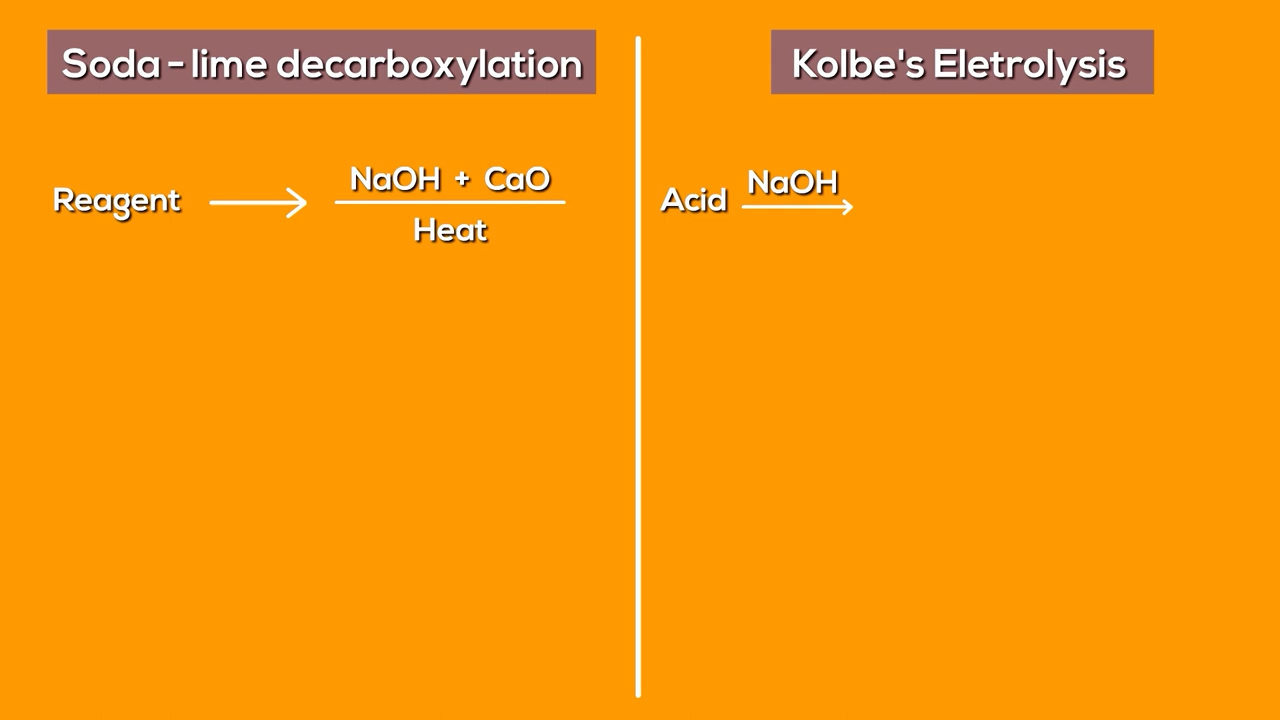 Soda - lime decarboxylation
Reagent
NaOH + CaO
Heat
Kolbe's Eletrolysis
Acid
NaOH